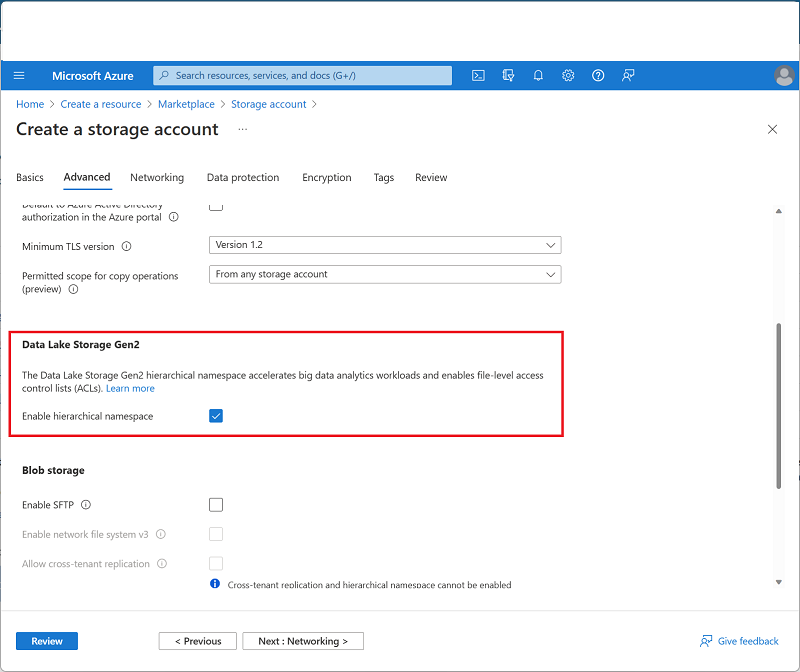 Microsoft Azure
Search resources, services, and docs (G+/)
Home > Create a resource > Marketplace > Storage account >
Create a storage account ...
Basics
Advanced
Networking
Data protection
Encryption
Tags
Review
Default to Azure Active Directory
authorization in the Azure portal
Minimum TLS version
Version 1.2
Permitted scope for copy operations
(preview)
From any storage account
Data Lake Storage Gen2
The Data Lake Storage Gen2 hierarchical namespace accelerates big data analytics workloads and enables file-level access
control lists (ACLs). Learn more
Enable hierarchical namespace
Blob storage
Enable SFTP
Enable network file system v3
Allow cross-tenant replication
Cross-tenant replication and hierarchical namespace cannot be enabled
Review
< Previous
Next : Networking >
Give feedback